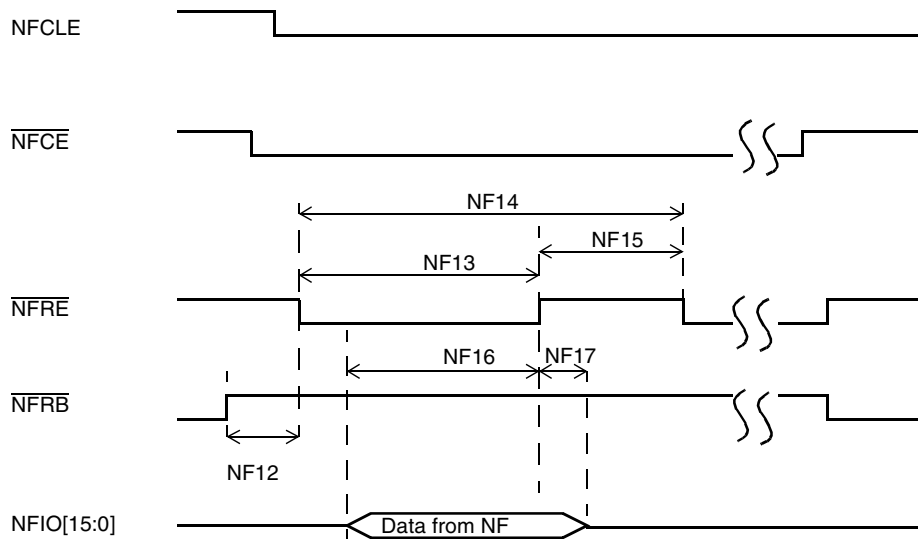 NFCLE
NFCE
NF14
NF15
NF13
NFRE
NF16
NF17
NFRB
NF12
NFIO[15:0]
Data from NF